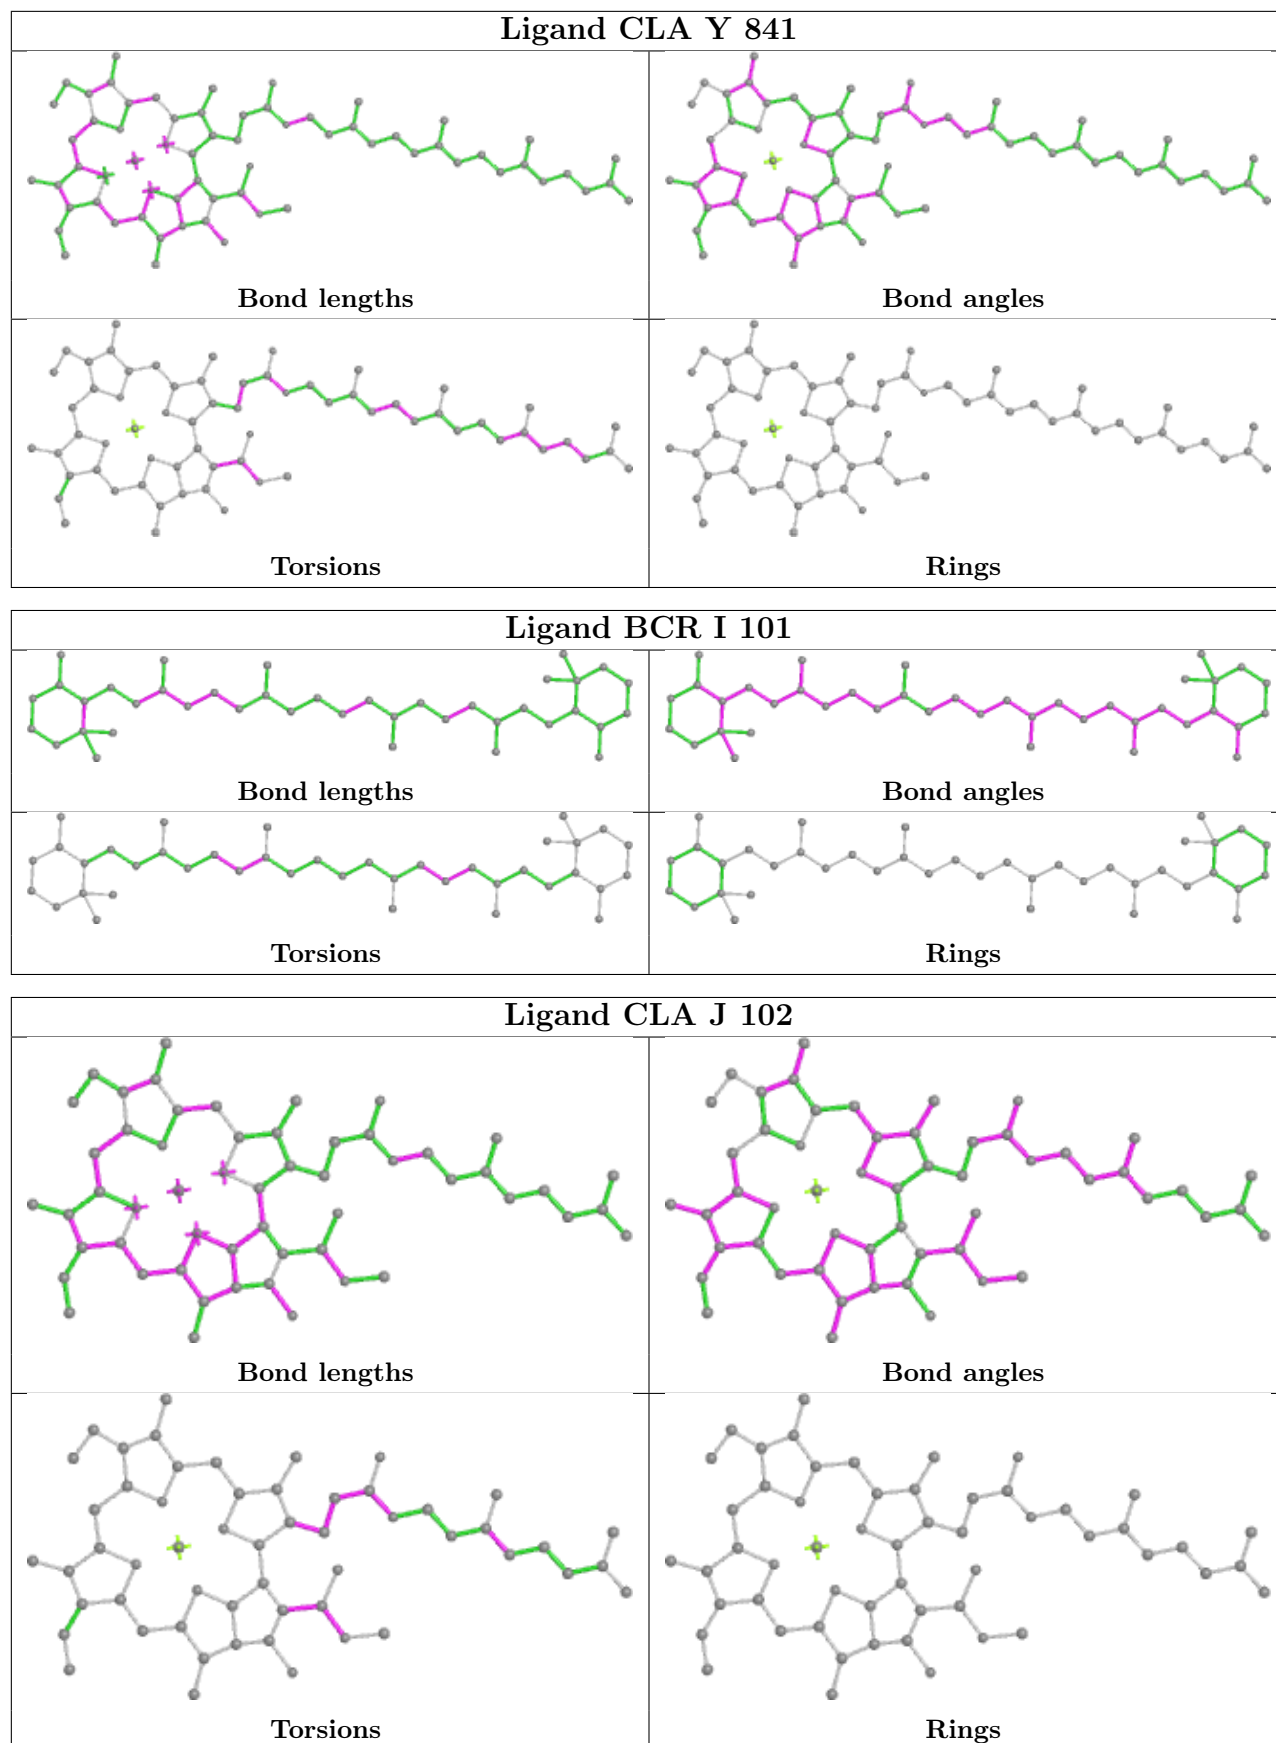 Ligand CLA Y 841
Bond lengths
Bond angles
Torsions
Rings
Ligand BCR I 101
Bond lengths
Bond angles
Torsions
Rings
Ligand CLA J 102
Bond lengths
Bond angles
Torsions
Rings